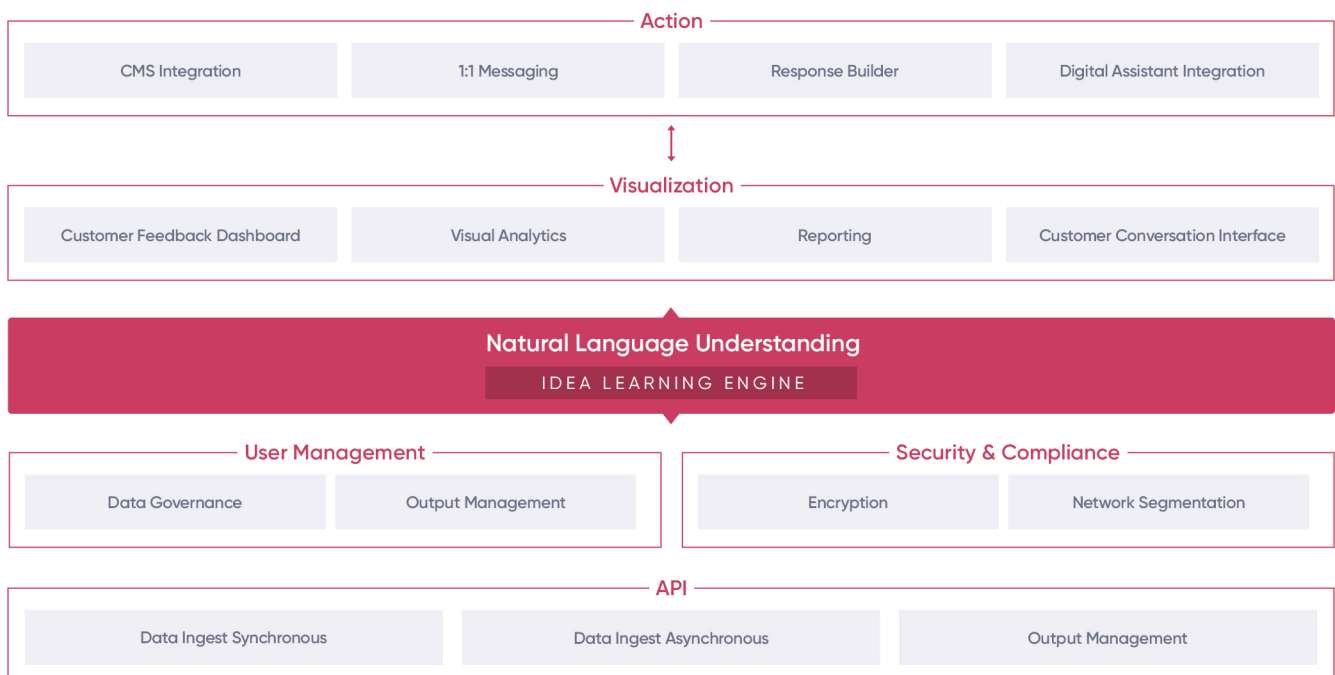 Action
CMS Integration
1:1 Messaging
Response Builder
Digital Assistant Integration
Visualization
Customer Feedback Dashboard
Visual Analytics
Reporting
Customer Conversation Interface
Natural Language Understanding
IDEA LEARNING ENGINE
User Management
Data Governance
Output Management
Security & Compliance
Encryption
Network Segmentation
API
Data Ingest Synchronous
Data Ingest Asynchronous
Output Management